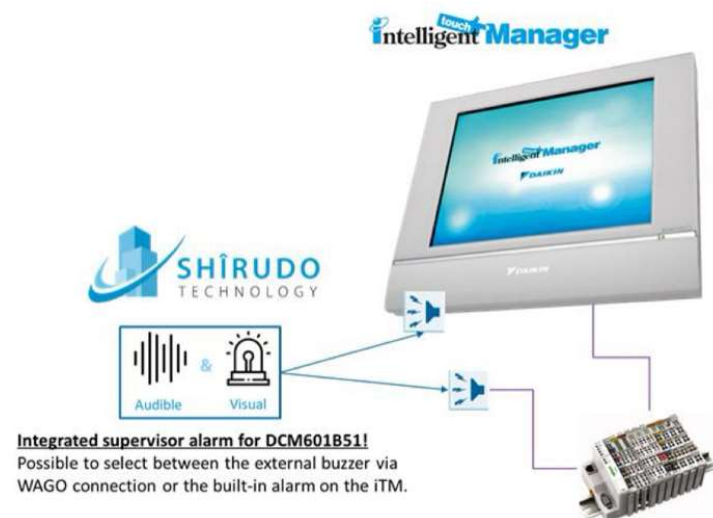 intelligent touch Manager
intelligent touch Manager
DAIKIN
DAIKIN
SHÎRUDO
TECHNOLOGY
&
Audible Visual
Integrated supervisor alarm for DCM601B51!
Possible to select between the external buzzer via
WAGO connection or the built-in alarm on the iTM.